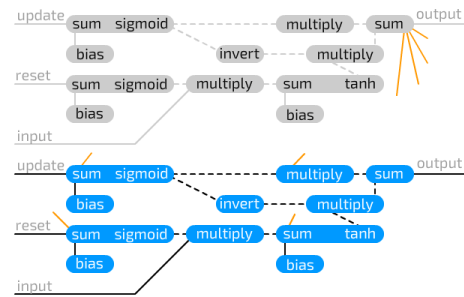 update sum sigmoid multiply sum output
bias invert multiply
reset sum sigmoid multiply sum tanh
bias bias
input
update sum sigmoid multiply sum output
bias invert multiply
reset sum sigmoid multiply sum tanh
bias bias
input